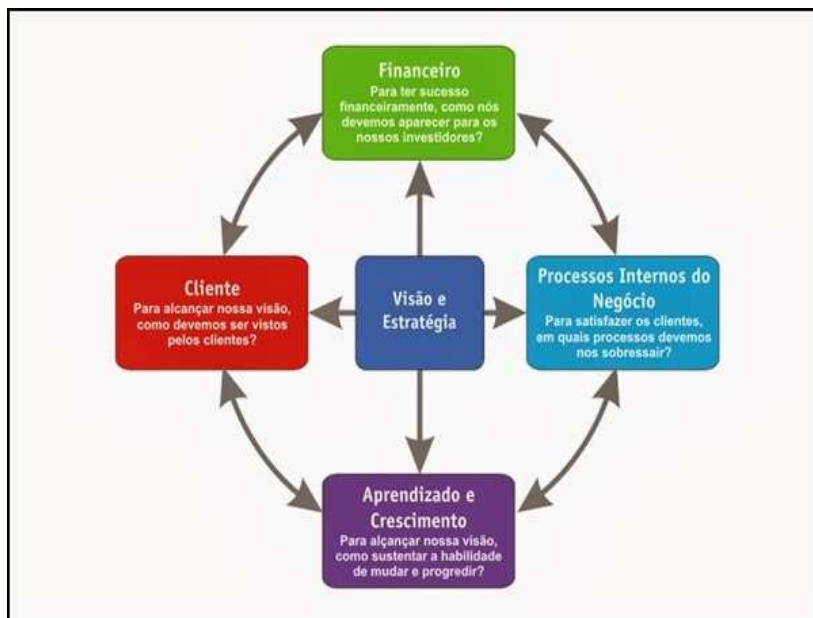 Financeiro
Para ter sucesso
financeiramente, como nós
devemos aparecer para os
nossos investidores?
Cliente
Para alcançar nossa visão,
como devemos ser vistos
pelos clientes?
Visão e
Estratégia
Processos Internos do
Negócio
Para satisfazer os clientes,
em quais processos devemos
nos sobressair?
Aprendizado e
Crescimento
Para alçançar nossa visão,
como sustentar a habilidade
de mudar e progredir?